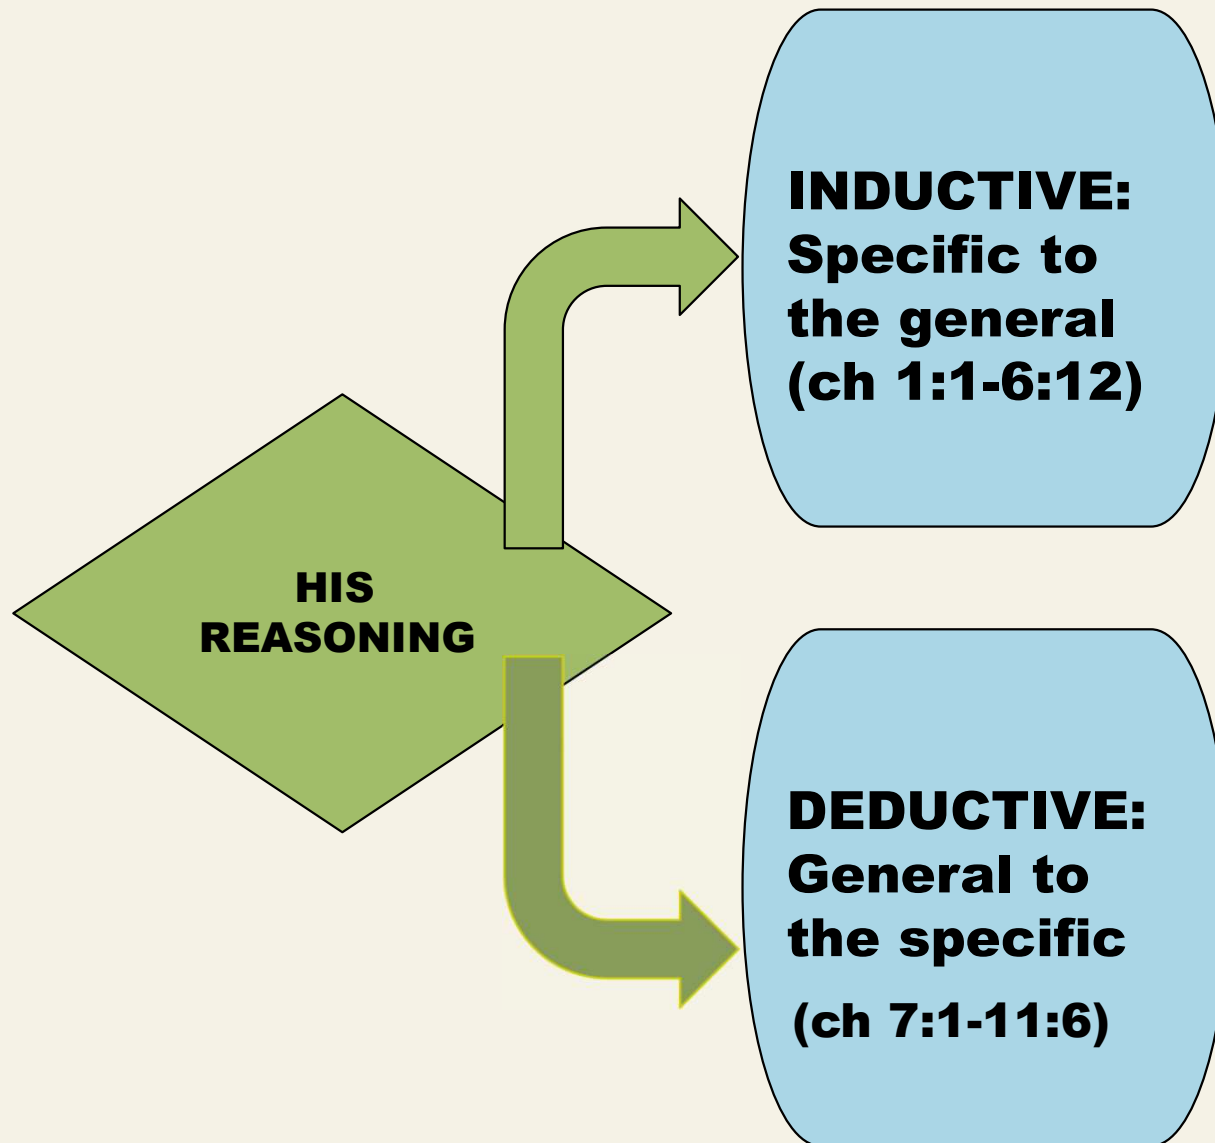 HIS
REASONING
INDUCTIVE:
Specific to
the general
(ch 1:1-6:12)
DEDUCTIVE:
General to
the specific
(ch 7:1-11:6)